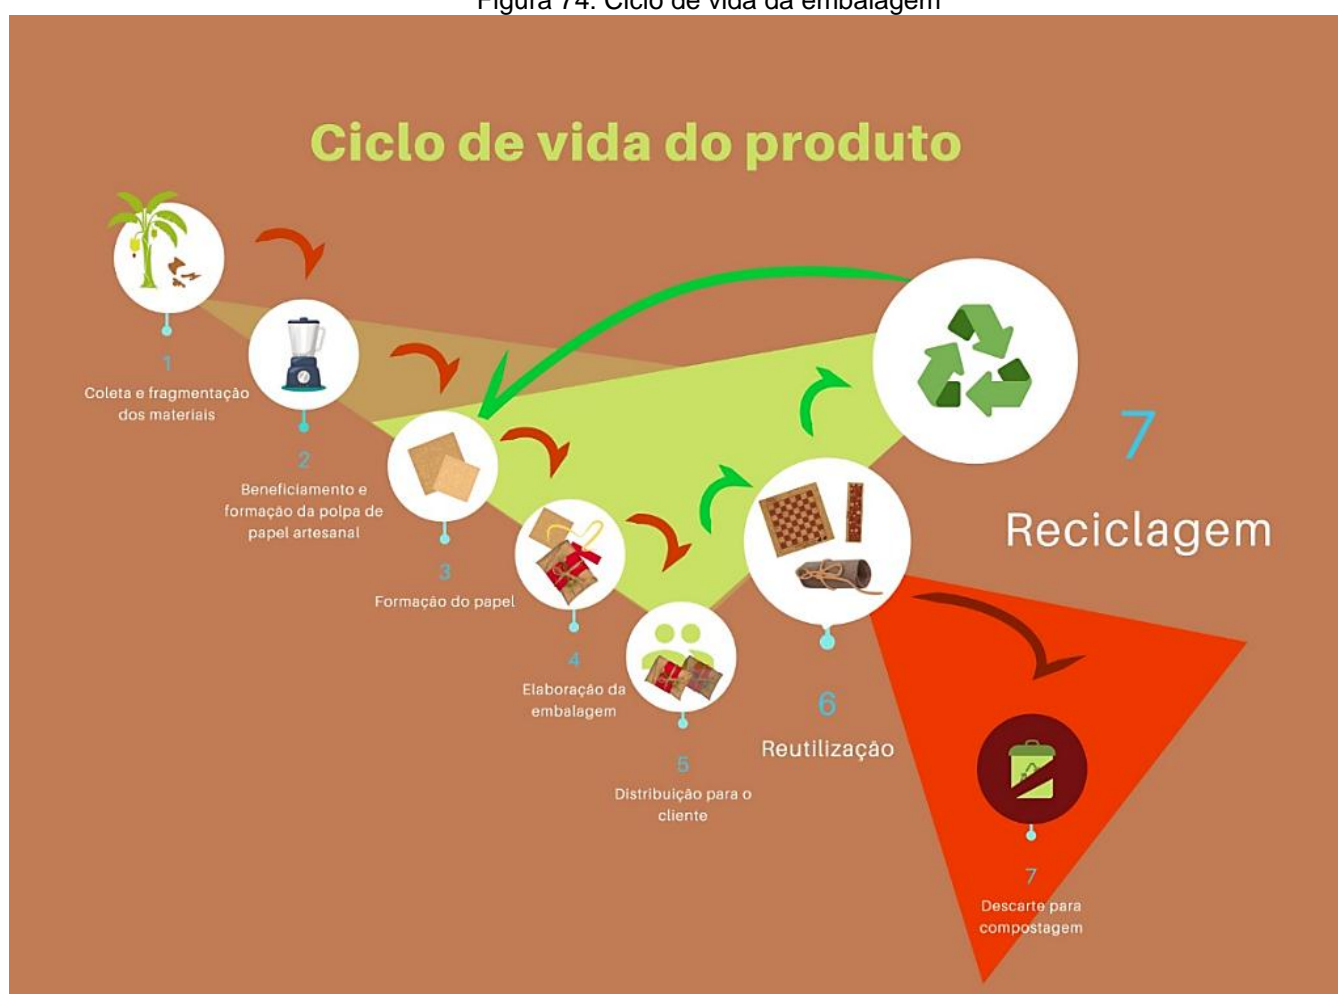 Figura 74: Ciclo de vida da embalagem
Ciclo de vida do produto
1
Coleta e fragmentação
dos materiais
2
Beneficiamento e
formação da polpa de
papel artesanal
3
Formação do papel
4
Elaboração da
embalagem
5
Distribuição para o
cliente
6
Reutilização
7
Reciclagem
7
Descarte para
compostagem